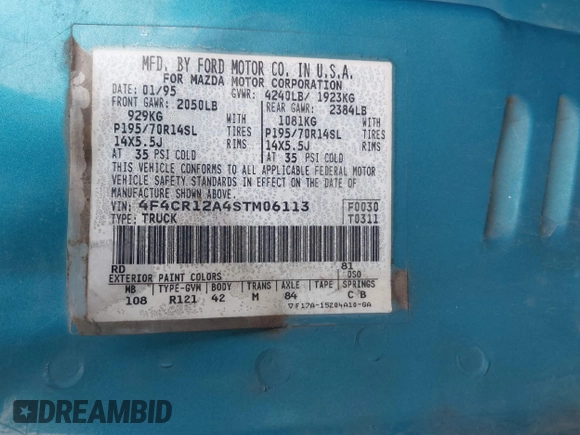 MFD. BY FORD MOTOR CO. IN U.S.A.
FOR MAZDA MOTOR CORPORATION
DATE: 01/95 GVWR: 4240LB/ 1923KG
FRONT GAWR: 2050LB REAR GAWR: 2384LB
929KG 1081KG
P195/70R14SL TIRES P195/70R14SL TIRES
14X5.5J RIMS 14X5.5J RIMS
AT 35 PSI COLD AT 35 PSI COLD
THIS VEHICLE CONFORMS TO ALL APPLICABLE FEDERAL MOTOR
VEHICLE SAFETY STANDARDS IN EFFECT ON THE DATE OF
MANUFACTURE SHOWN ABOVE.
VIN: 4F4CR12A4STM06113 F0030
TYPE: TRUCK T0311
RD 81
EXTERIOR PAINT COLORS DSO
WB TYPE-GVW BODY TRANS AXLE TAPE SPRINGS
108 R121 42 M 84 C B
▽F17A-15204A10-GA
DREAMBID